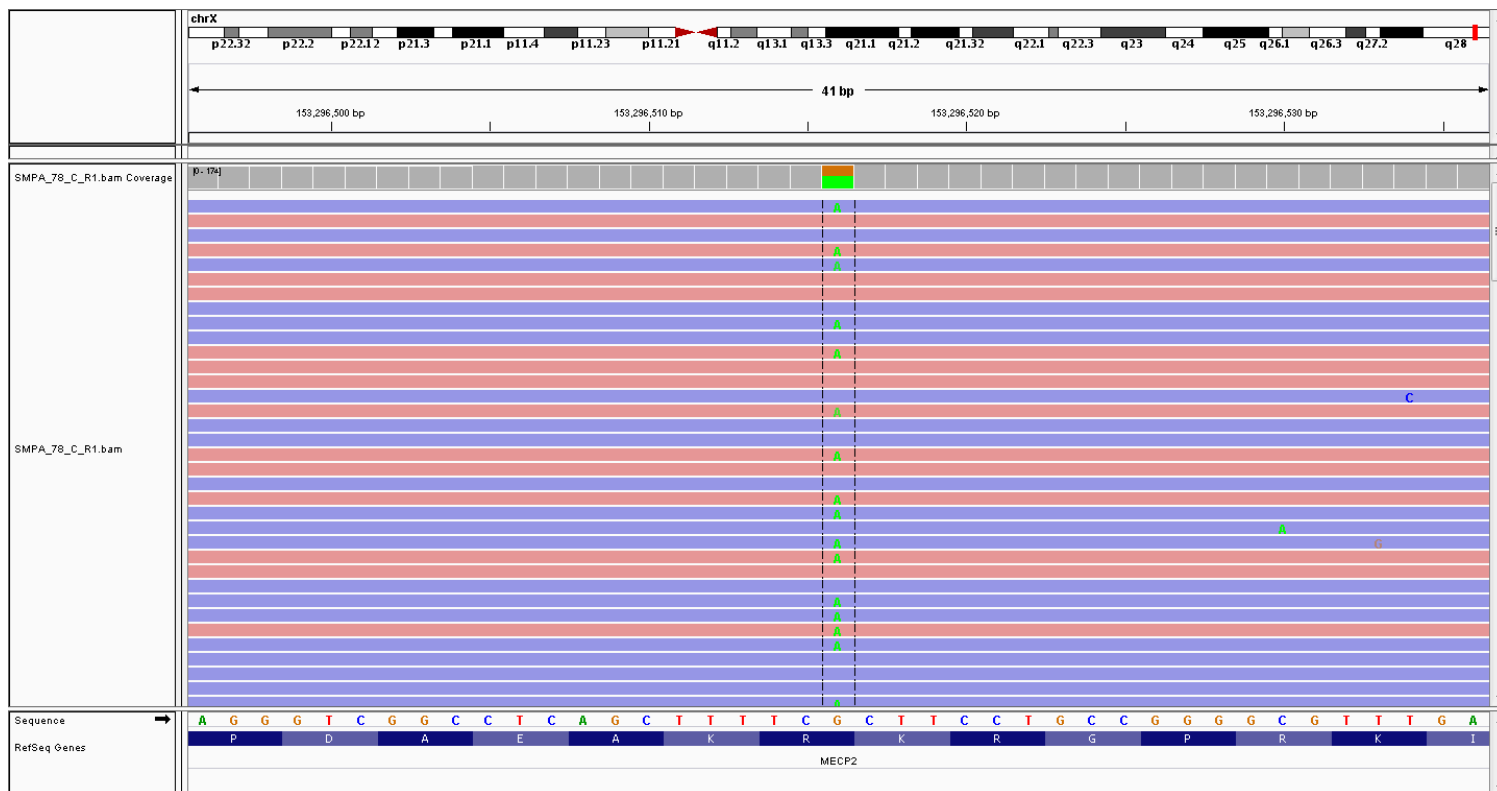 chrX
p22.32 p22.2 p22.12 p21.3 p21.1 p11.4 p11.23 p11.21 q11.2 q13.1 q13.3 q21.1 q21.2 q21.32 q22.1 q22.3 q23 q24 q25 q26.1 q26.3 q27.2 q28
41 bp
153,296,500 bp 153,296,510 bp 153,296,520 bp 153,296,530 bp
SMPA_78_C_R1.bam Coverage
[0 - 174]
A
A
A
A
A
C
A
SMPA_78_C_R1.bam
A
A
A
A
A G
A
A
A
A
A
A
Sequence A G G G T C G G C C T C A G C T T T T C G C T T C C T G C C G G G G C G T T T G A
RefSeq Genes P D A E A K R K R G P R K I
MECP2